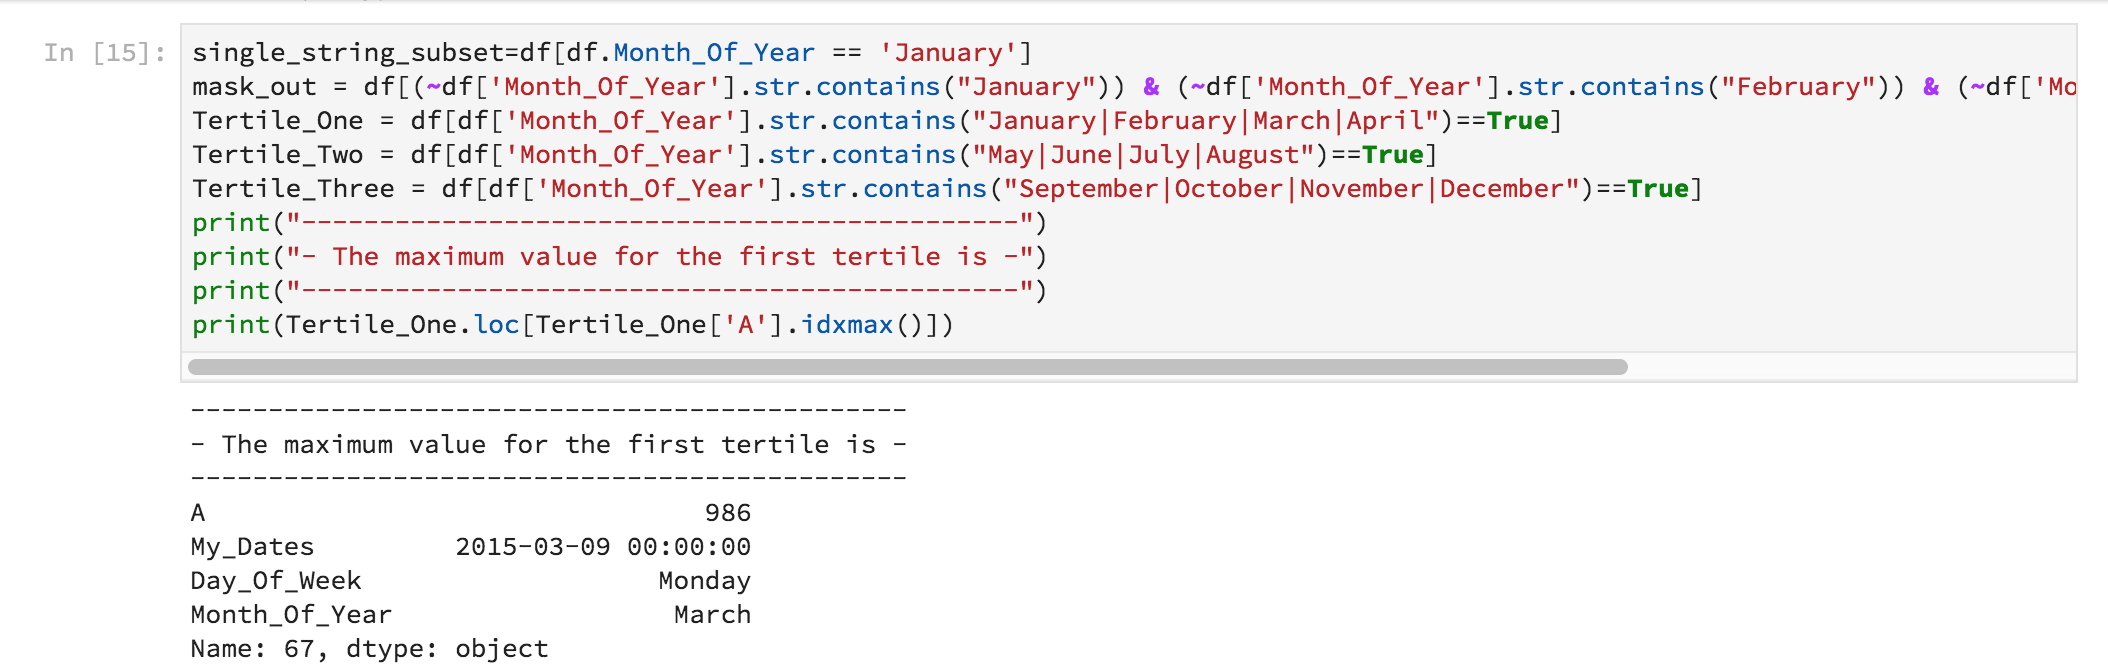 In [15]:
single_string_subset=df[df.Month_Of_Year == 'January']
mask_out = df[(~df['Month_Of_Year'].str.contains("January")) & (~df['Month_Of_Year'].str.contains("February")) & (~df['Mo
Tertile_One = df[df['Month_Of_Year'].str.contains("January|February|March|April")==True]
Tertile_Two = df[df['Month_Of_Year'].str.contains("May|June|July|August")==True]
Tertile_Three = df[df['Month_Of_Year'].str.contains("September|October|November|December")==True]
print("----------------------------------------------")
print("- The maximum value for the first tertile is -")
print("----------------------------------------------")
print(Tertile_One.loc[Tertile_One['A'].idxmax()])
----------------------------------------------
- The maximum value for the first tertile is -
----------------------------------------------
A                                986
My_Dates         2015-03-09 00:00:00
Day_Of_Week                   Monday
Month_Of_Year                  March
Name: 67, dtype: object